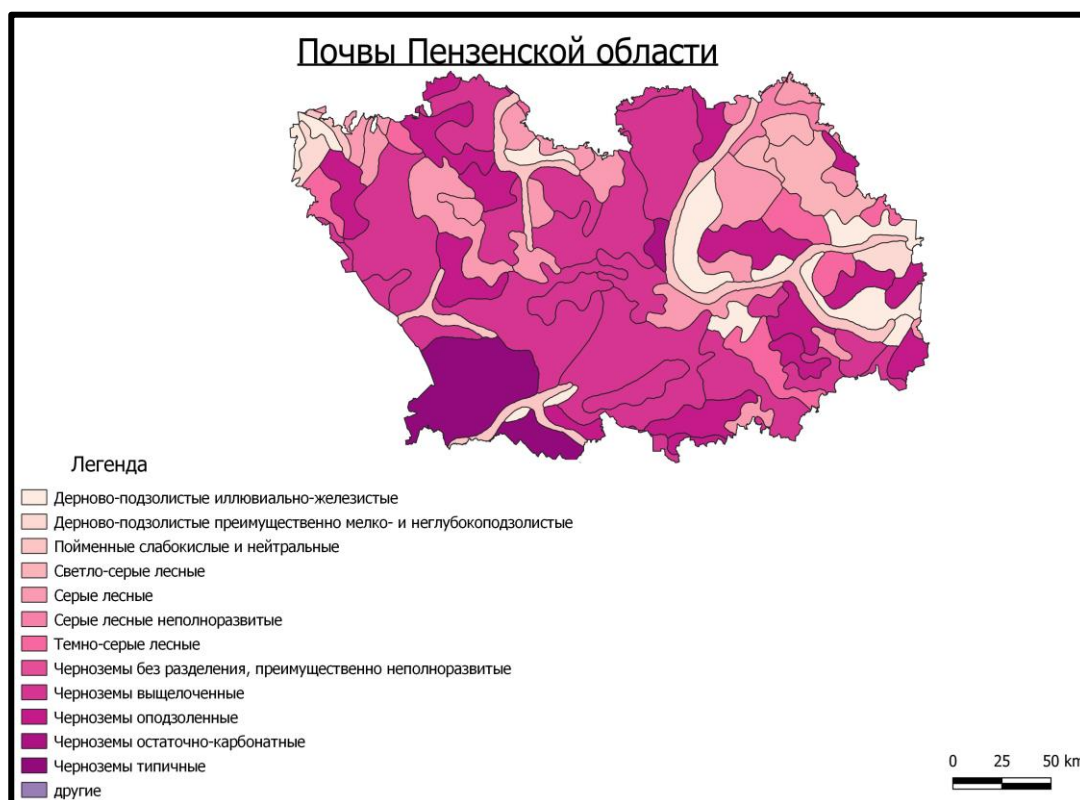 Почвы Пензенской области
Легенда
Дерново-подзолистые иллювиально-железистые
Дерново-подзолистые преимущественно мелко- и неглубокоподзолистые
Пойменные слабокислые и нейтральные
Светло-серые лесные
Серые лесные
Серые лесные неполноразвитые
Темно-серые лесные
Черноземы без разделения, преимущественно неполноразвитые
Черноземы выщелоченные
Черноземы оподзоленные
Черноземы остаточно-карбонатные
Черноземы типичные
другие
0 25 50 km